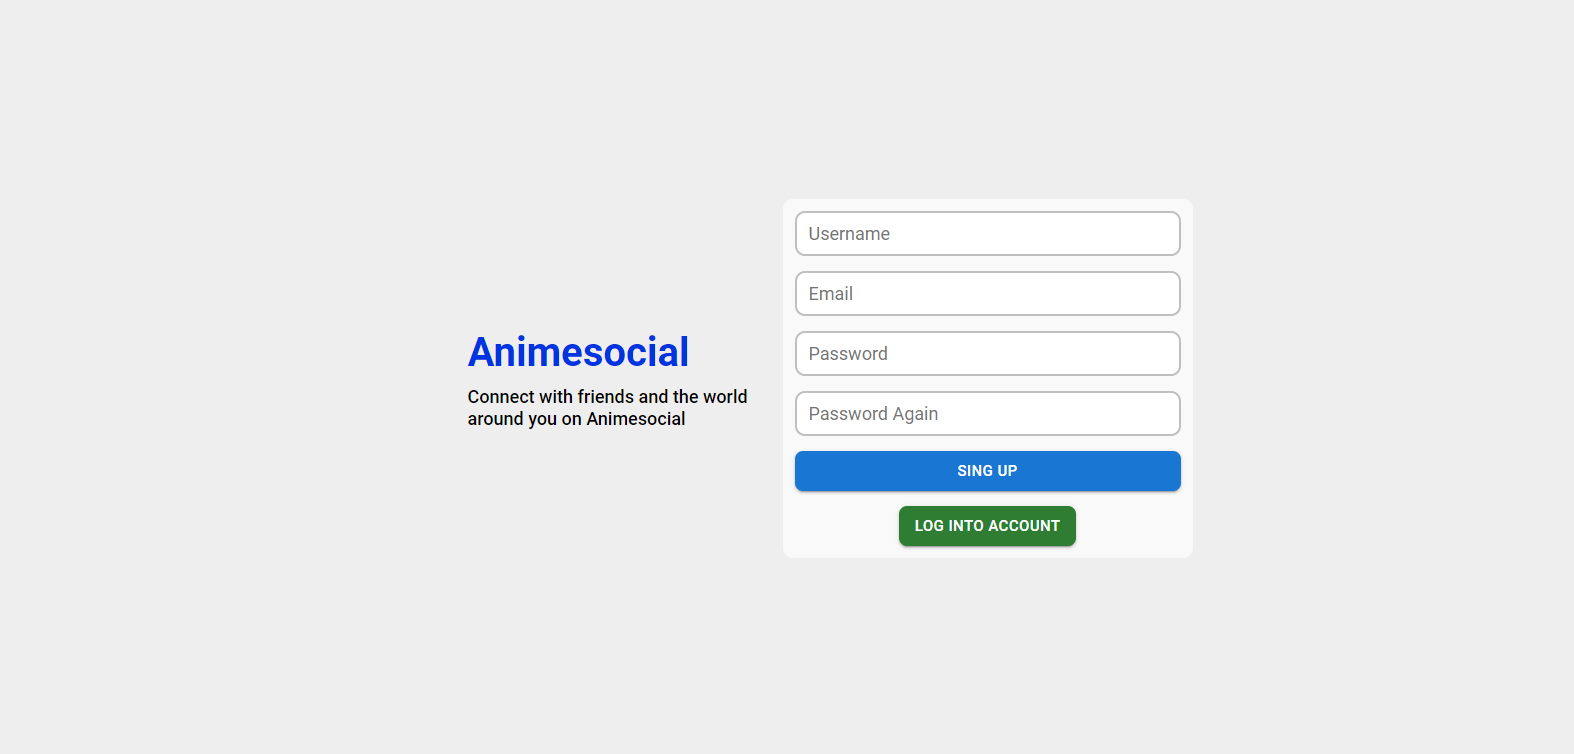 Animesocial
Connect with friends and the world
around you on Animesocial
Username
Email
Password
Password Again
SING UP
LOG INTO ACCOUNT